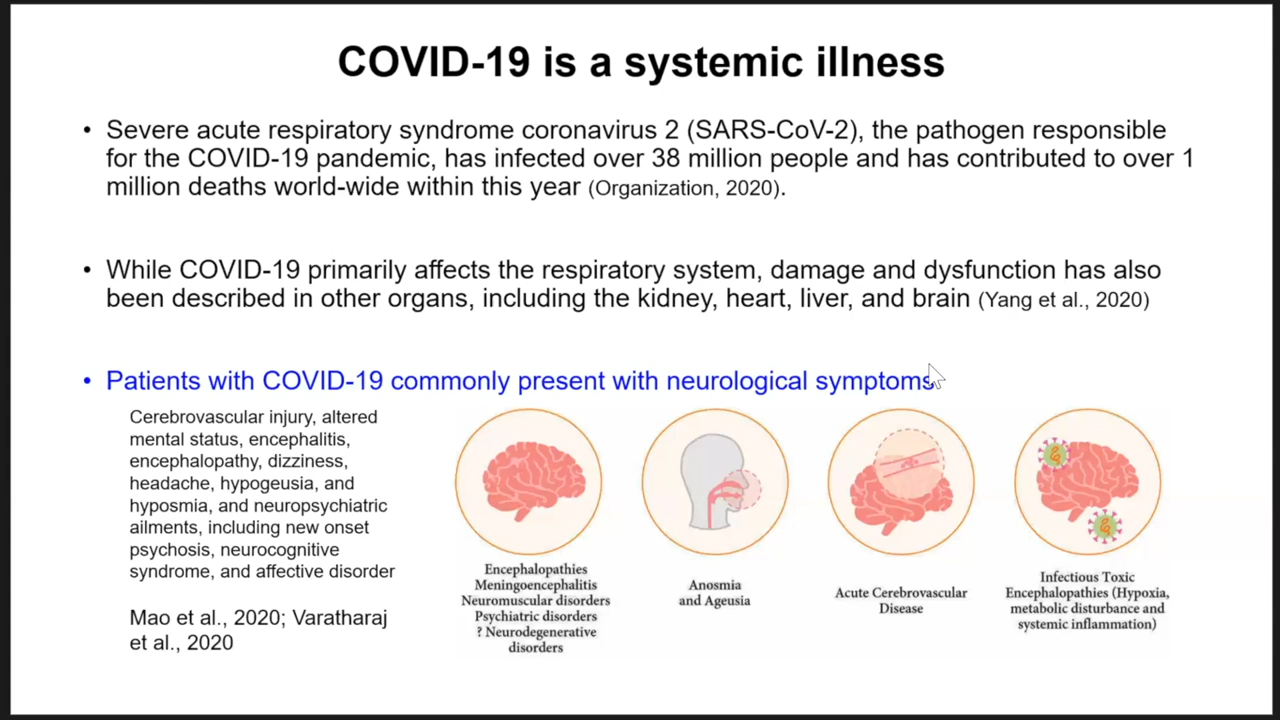 COVID-19 is a systemic illness
• Severe acute respiratory syndrome coronavirus 2 (SARS-CoV-2), the pathogen responsible
for the COVID-19 pandemic, has infected over 38 million people and has contributed to over 1
million deaths world-wide within this year (Organization, 2020).
• While COVID-19 primarily affects the respiratory system, damage and dysfunction has also
been described in other organs, including the kidney, heart, liver, and brain (Yang et al., 2020)
• Patients with COVID-19 commonly present with neurological symptoms.
Cerebrovascular injury, altered
mental status, encephalitis,
encephalopathy, dizziness,
headache, hypogeusia, and
hyposmia, and neuropsychiatric
ailments, including new onset
psychosis, neurocognitive
syndrome, and affective disorder
Mao et al., 2020; Varatharaj
et al., 2020
Encephalopathies
Meningoencephalitis
Neuromuscular disorders
Psychiatric disorders
? Neurodegenerative
disorders
Anosmia
and Ageusia
Acute Cerebrovascular
Disease
Infectious Toxic
Encephalopathies (Hypoxia,
metabolic disturbance and
systemic inflammation)